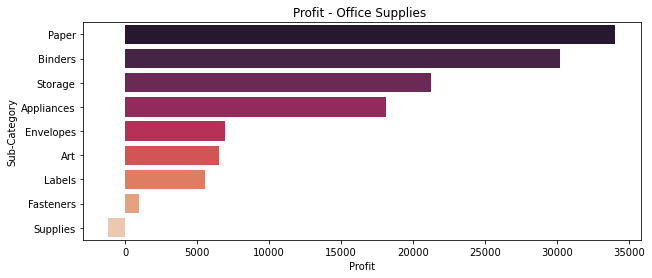 Profit - Office Supplies
Sub-Category
Paper
Binders
Storage
Appliances
Envelopes
Art
Labels
Fasteners
Supplies
0 5000 10000 15000 20000 25000 30000 35000
Profit